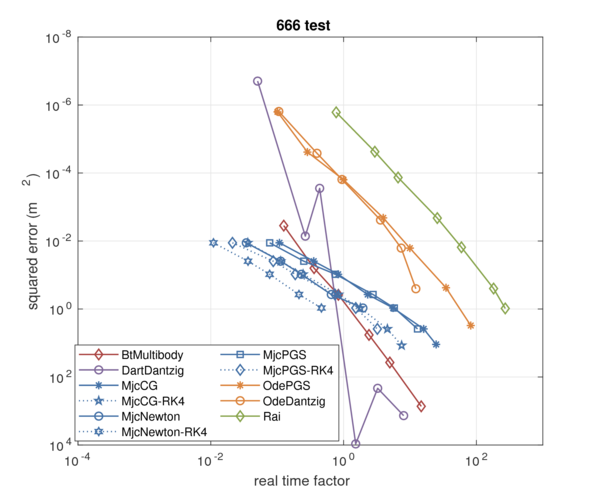 666 test
10 -8
10 -6
10 -4
10 -2
10 0
10 2
10 4
squared error (m 2)
BtMultibody
DartDantzig
MjcCG
MjcCG-RK4
MjcNewton
MjcNewton-RK4
MjcPGS
MjcPGS-RK4
OdePGS
OdeDantzig
Rai
10 -4
10 -2
10 0
10 2
real time factor